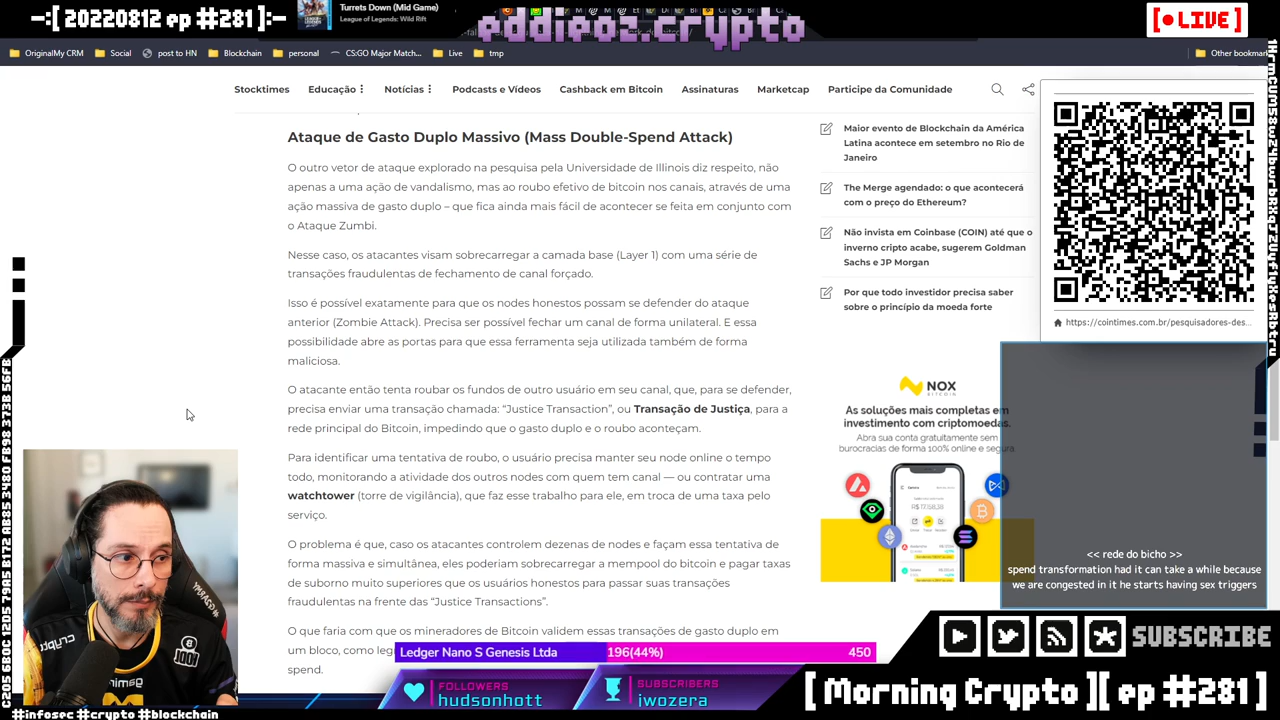 -:[ 20220812 ep #281 ]:-
Turrets Down (Mid Game)
League of Legends: Wild Rift
eddieoz.crypto
[ LIVE ]
OriginalMy CRM
Social
post to HN
Blockchain
personal
CS:GO Major Match...
Live
tmp
Other bookmar
Stocktimes
Educação
Notícias
Podcasts e Vídeos
Cashback em Bitcoin
Assinaturas
Marketcap
Participe da Comunidade
Ataque de Gasto Duplo Massivo (Mass Double-Spend Attack)
O outro vetor de ataque explorado na pesquisa pela Universidade de Illinois diz respeito, não
apenas a uma ação de vandalismo, mas ao roubo efetivo de bitcoin nos canais, através de uma
ação massiva de gasto duplo – que fica ainda mais fácil de acontecer se feita em conjunto com
o Ataque Zumbi.
Nesse caso, os atacantes visam sobrecarregar a camada base (Layer 1) com uma série de
transações fraudulentas de fechamento de canal forçado.
Isso é possível exatamente para que os nodes honestos possam se defender do ataque
anterior (Zombie Attack). Precisa ser possível fechar um canal de forma unilateral. E essa
possibilidade abre as portas para que essa ferramenta seja utilizada também de forma
maliciosa.
O atacante então tenta roubar os fundos de outro usuário em seu canal, que, para se defender,
precisa enviar uma transação chamada: “Justice Transaction”, ou Transação de Justiça, para a
rede principal do Bitcoin, impedindo que o gasto duplo e o roubo aconteçam.
ra identificar uma tentativa de roubo, o usuário precisa manter seu node online o tempo
todo, monitorando a atividade dos outros nodes com quem tem canal — ou contratar uma
watchtower (torre de vigilância), que faz esse trabalho para ele, em troca de uma taxa pelo
serviço.
O problema é que, caso os atacantes controlem dezenas de nodes e façam essa tentativa de
forma massiva e simultânea, eles poderiam sobrecarregar a mempool do bitcoin e pagar taxas
de suborno muito superiores que os usuários honestos para passar suas transações
fraudulentas na frente das “Justice Transactions”.
O que faria com que os mineradores de Bitcoin validem essas transações de gasto duplo em
um bloco, como leg
spend.
Maior evento de Blockchain da América
Latina acontece em setembro no Rio de
Janeiro
The Merge agendado: o que acontecerá
com o preço do Ethereum?
Não invista em Coinbase (COIN) até que o
inverno cripto acabe, sugerem Goldman
Sachs e JP Morgan
Por que todo investidor precisa saber
sobre o princípio da moeda forte
https://cointimes.com.br/pesquisadores-des...
NOX
BITCOIN
As soluções mais completas em
investimento com criptomoedas.
Abra sua conta gratuitamente sem
burocracias de forma 100% online e segura
<< rede do bicho >>
spend transformation had it can take a while because
we are congested in it he starts having sex triggers
Ledger Nano S Genesis Ltda
196(44%)
450
FOLLOWERS
hudsonhott
SUBSCRIBERS
iwozera
SUBSCRIBE
[ Morning Crypto ][ ep #281 ]
#infosec #crypto #blockchain